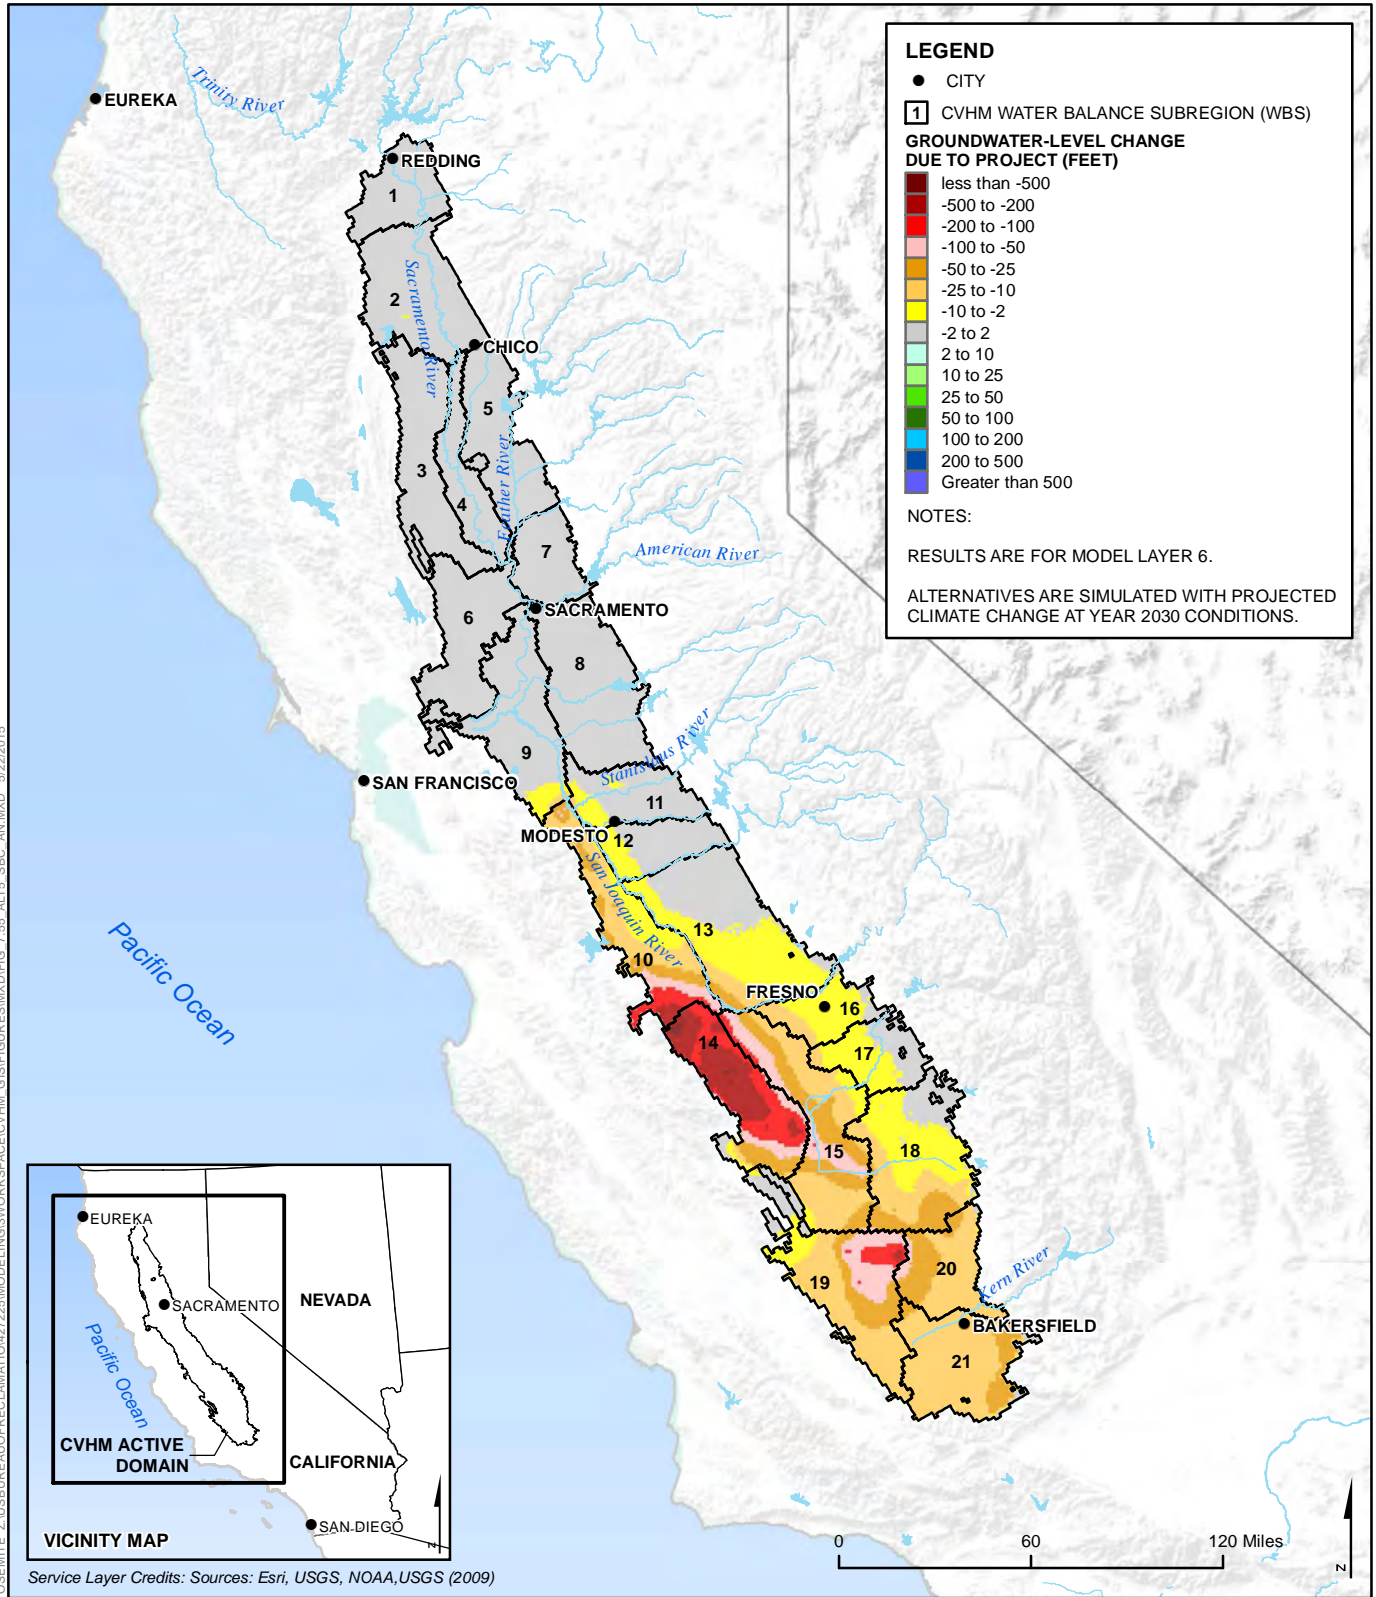 EUREKA
Trinity River
REDDING
1
2
Sacramento River
CHICO
5
3
4
Feather River
7
American River
6
SACRAMENTO
8
9
Stanislaus River
SAN FRANCISCO
11
MODESTO
12
San Joaquin River
13
10
FRESNO
16
14
17
15
18
19
20
Kern River
BAKERSFIELD
21
Pacific Ocean
LEGEND
CITY
1 CVHM WATER BALANCE SUBREGION (WBS)
GROUNDWATER-LEVEL CHANGE
DUE TO PROJECT (FEET)
less than -500
-500 to -200
-200 to -100
-100 to -50
-50 to -25
-25 to -10
-10 to -2
-2 to 2
2 to 10
10 to 25
25 to 50
50 to 100
100 to 200
200 to 500
Greater than 500
NOTES:
RESULTS ARE FOR MODEL LAYER 6.
ALTERNATIVES ARE SIMULATED WITH PROJECTED
CLIMATE CHANGE AT YEAR 2030 CONDITIONS.
EUREKA
SACRAMENTO
NEVADA
Pacific Ocean
CVHM ACTIVE
DOMAIN
CALIFORNIA
SAN DIEGO
VICINITY MAP
Z
0 60 120 Miles
Z
Service Layer Credits: Sources: Esri, USGS, NOAA,USGS (2009)